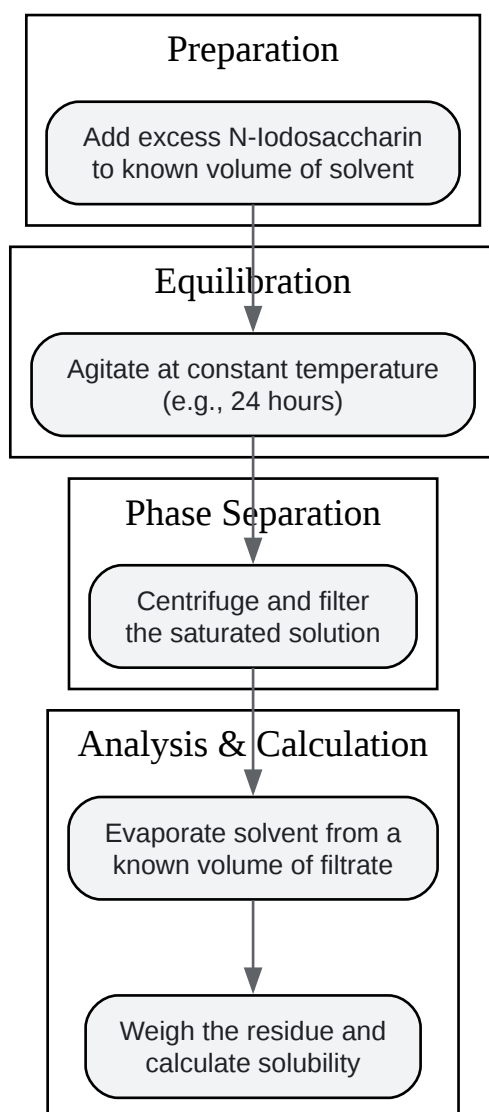 Preparation
Add excess N-Iodosaccharin
to known volume of solvent
Equilibration
Agitate at constant temperature
(e.g., 24 hours)
Phase Separation
Centrifuge and filter
the saturated solution
Analysis & Calculation
Evaporate solvent from a
known volume of filtrate
Weigh the residue and
calculate solubility